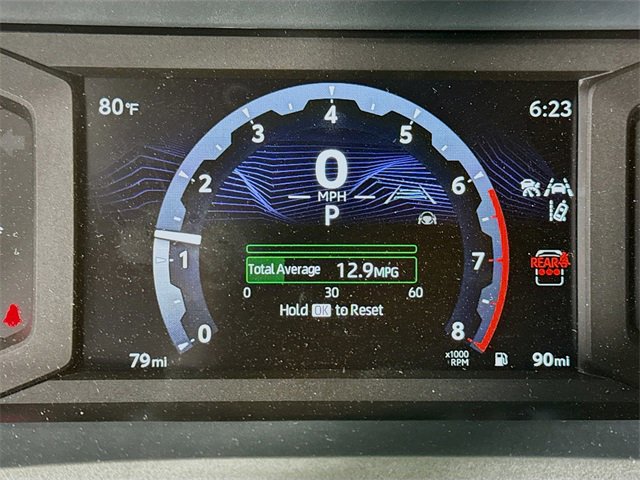 80°F
6:23
0 1 2 3 4 5 6 7 8
0
MPH
P
REAR
Total Average 12.9MPG
0 30 60
Hold OK to Reset
x1000
RPM
79mi
90mi